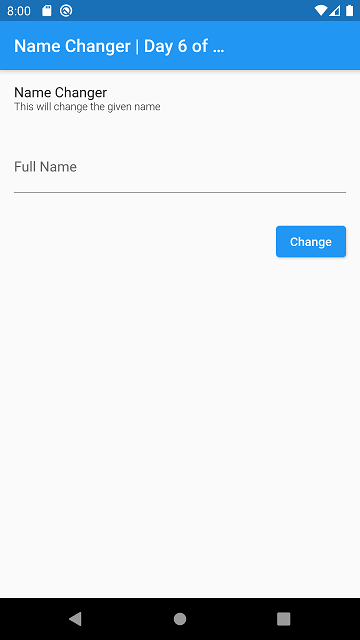 8:00
Name Changer | Day 6 of ...
Name Changer
This will change the given name
Full Name
Change